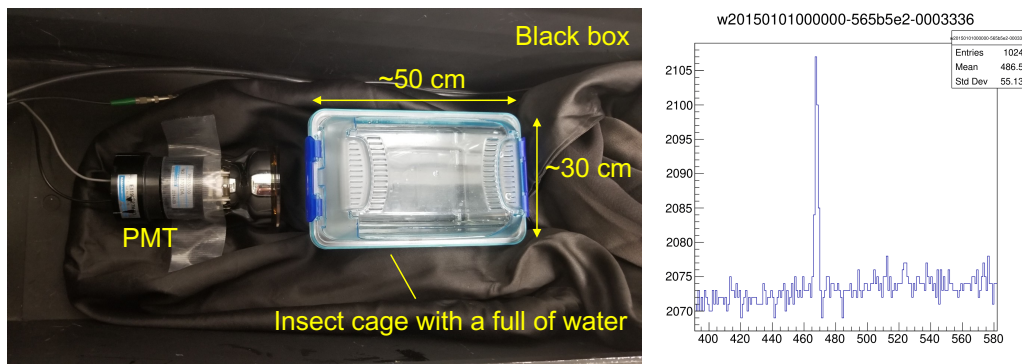 Black box
~50 cm
~30 cm
PMT
Insect cage with a full of water
w20150101000000-565b5e2-0003336
Entries 1024
Mean 486.5
Std Dev 55.13
2105
2100
2095
2090
2085
2080
2075
2070
400 420 440 460 480 500 520 540 560 580